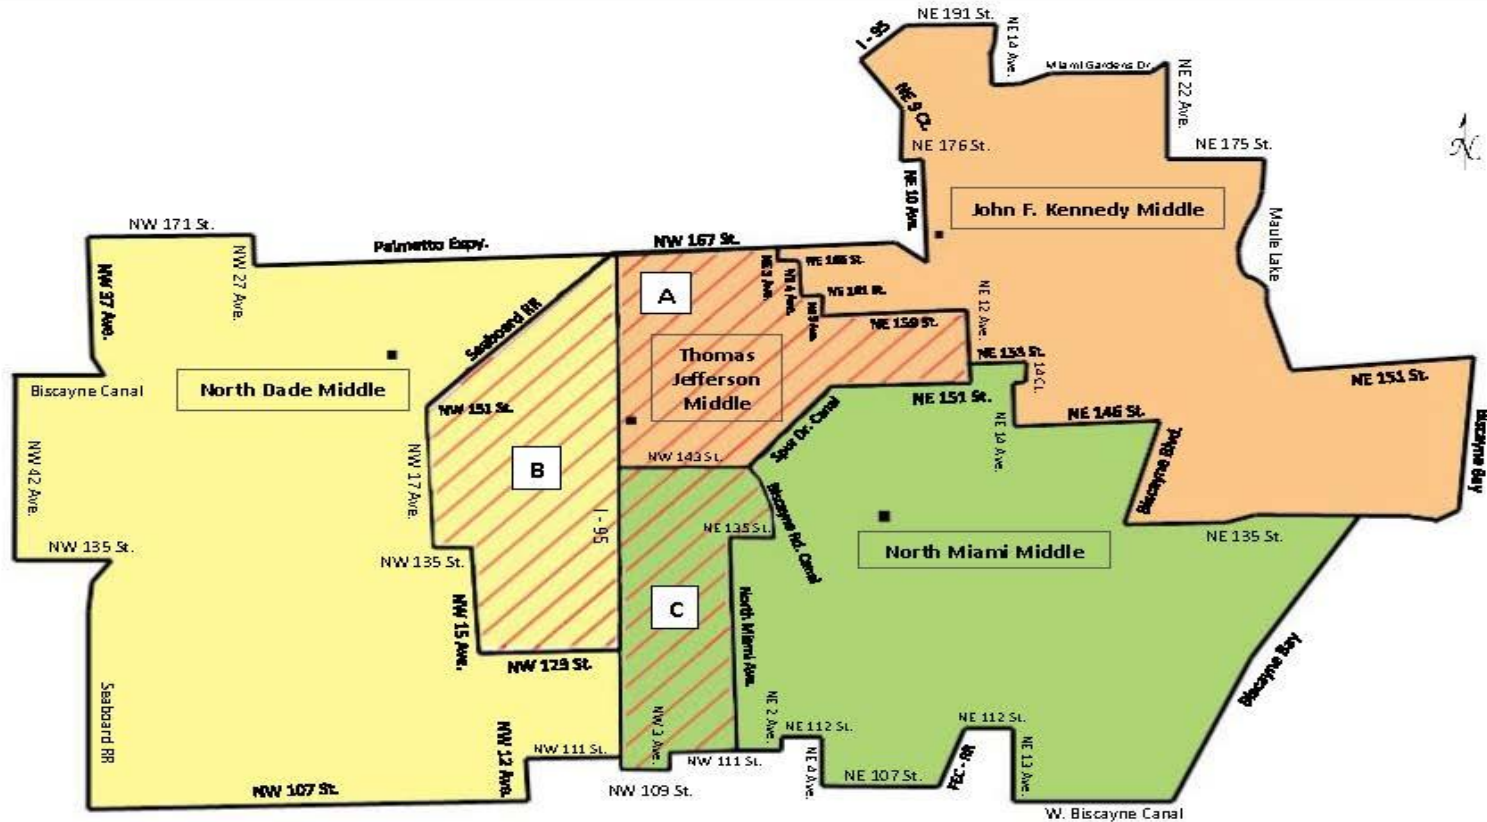 NE 191 St.
I - 95
NE 14 Ave.
Miami Gardens Dr.
NE 22 Ave.
NE 9 Ct.
NE 176 St.
NE 175 St.
N
NE 10 Ave.
John F. Kennedy Middle
Maule Lake
NW 171 St.
Palmetto Expy.
NW 167 St.
NW 37 Ave.
NW 27 Ave.
NE 3 Ave.
NE 4 Ave.
A
NE 12 Ave.
Seaboard RR
NE 159 St.
Thomas
Jefferson
Middle
NE 151 St.
Biscayne Canal
North Dade Middle
14 Ct.
NW 151 St.
NE 151 St.
NE 146 St.
Spur Dr. Canal
NE 14 Ave.
Biscayne Bay
NW 42 Ave.
NW 17 Ave.
B
NW 143 St.
Biscayne Blvd.
I - 95
Biscayne Rd. Canal
NE 135 St.
NE 135 St.
NW 135 St.
NW 135 St.
North Miami Middle
NW 15 Ave.
C
North Miami Ave.
NW 129 St.
Biscayne Bay
Seaboard RR
NW 12 Ave.
NW 3 Ave.
NE 2 Ave.
NE 112 St.
NE 112 St.
NW 111 St.
NW 111 St.
NE 4 Ave.
FEC - RR
NE 13 Ave.
NW 107 St.
NW 109 St.
NE 107 St.
W. Biscayne Canal